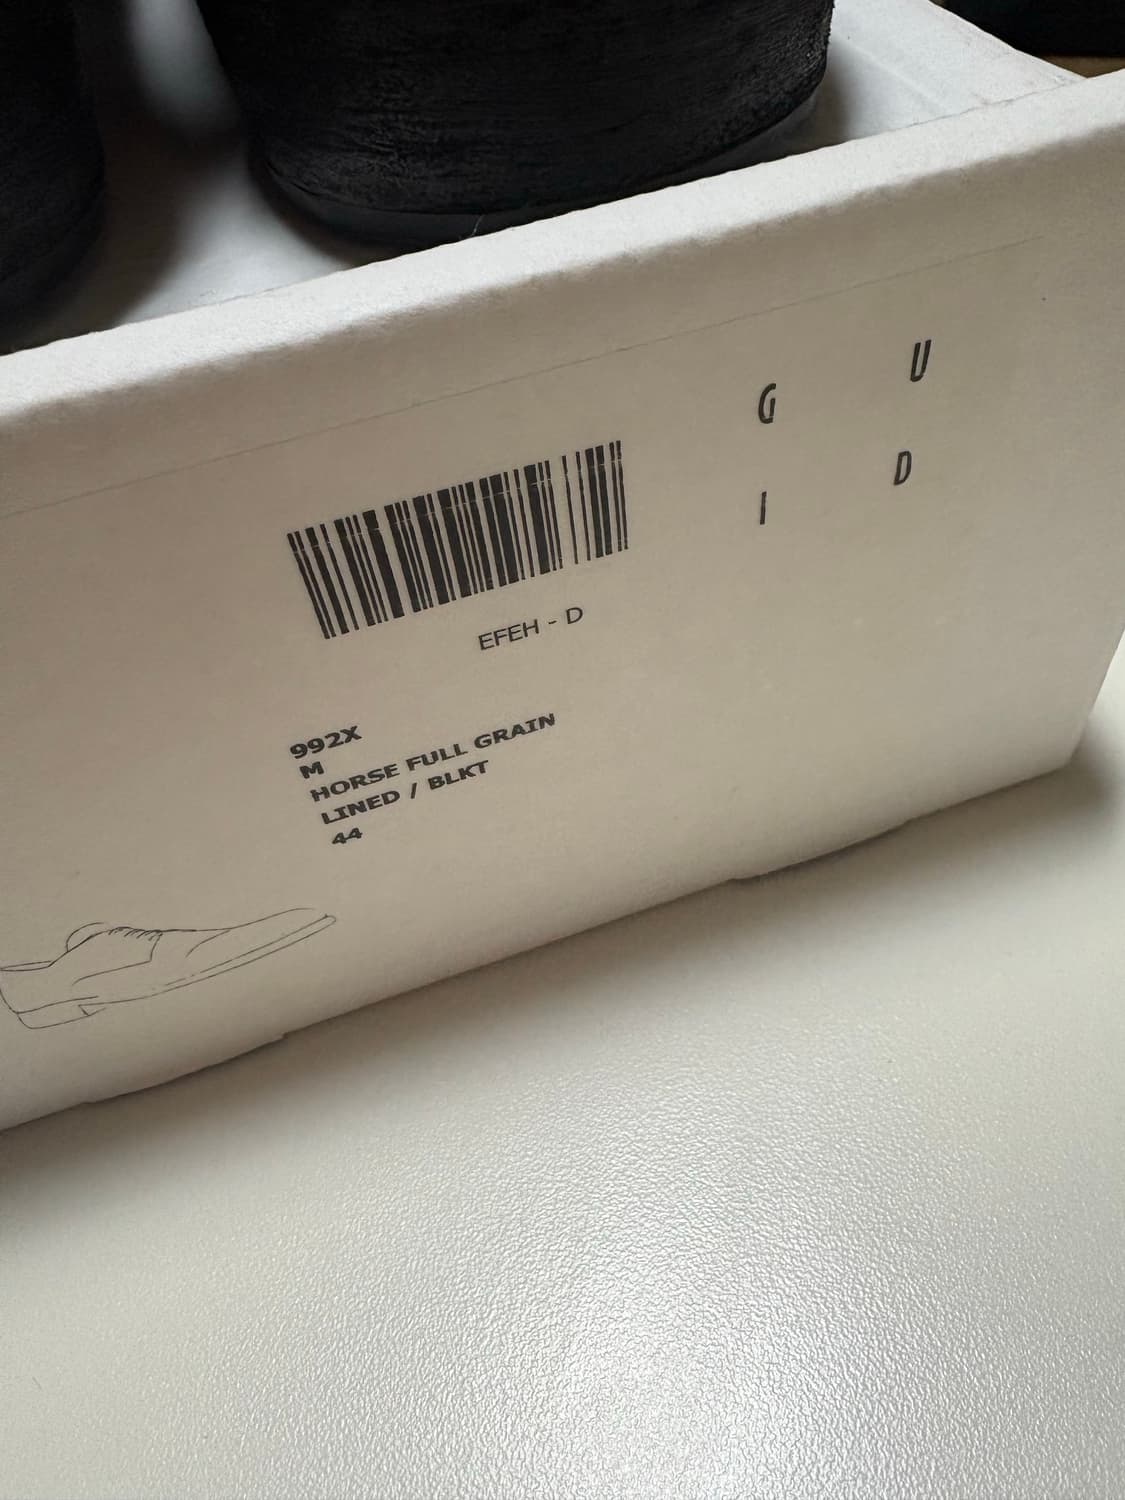 G U
I D
EFEH - D
992X
M
HORSE FULL GRAIN
LINED / BLKT
44